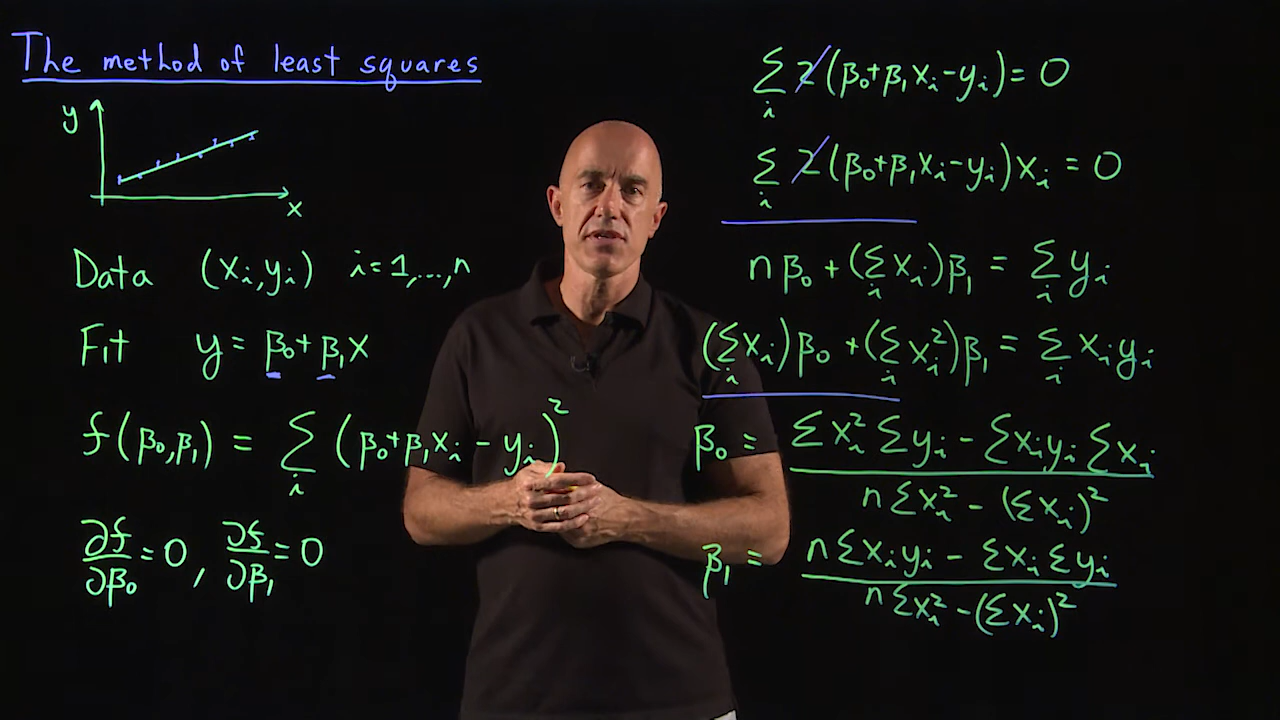 The method of least squares
y
x
Data (xᵢ, yᵢ) i = 1, ..., n
Fit y = β₀ + β₁x
f(β₀, β₁) = Σᵢ (β₀ + β₁xᵢ − yᵢ)²
∂f/∂β₀ = 0, ∂f/∂β₁ = 0
Σᵢ 2(β₀ + β₁xᵢ − yᵢ) = 0
Σᵢ 2(β₀ + β₁xᵢ − yᵢ)xᵢ = 0
nβ₀ + (Σᵢ xᵢ)β₁ = Σᵢ yᵢ
(Σᵢ xᵢ)β₀ + (Σᵢ xᵢ²)β₁ = Σᵢ xᵢyᵢ
β₀ = (Σxᵢ² Σyᵢ − Σxᵢyᵢ Σxᵢ) / (nΣxᵢ² − (Σxᵢ)²)
β₁ = (nΣxᵢyᵢ − Σxᵢ Σyᵢ) / (nΣxᵢ² − (Σxᵢ)²)